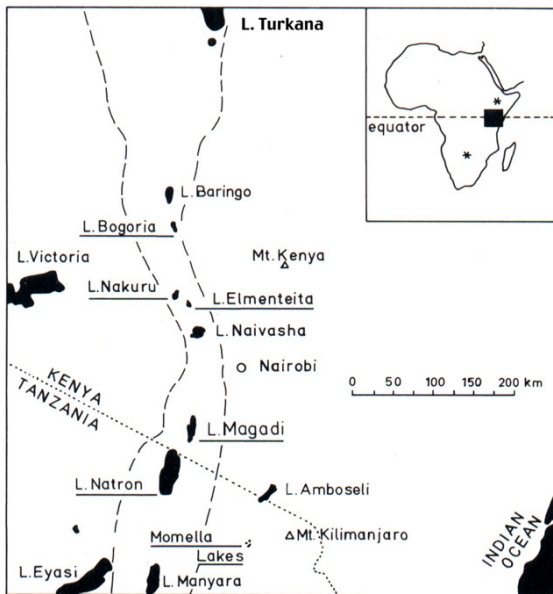 L. Turkana
equator
L. Baringo
L. Bogoria
L. Victoria
Mt. Kenya
L. Nakuru
L. Elmenteita
L. Naivasha
Nairobi
0 50 100 150 200 km
KENYA
TANZANIA
L. Magadi
L. Natron
L. Amboseli
Momella
Lakes
Mt. Kilimanjaro
INDIAN
OCEAN
L. Eyasi
L. Manyara